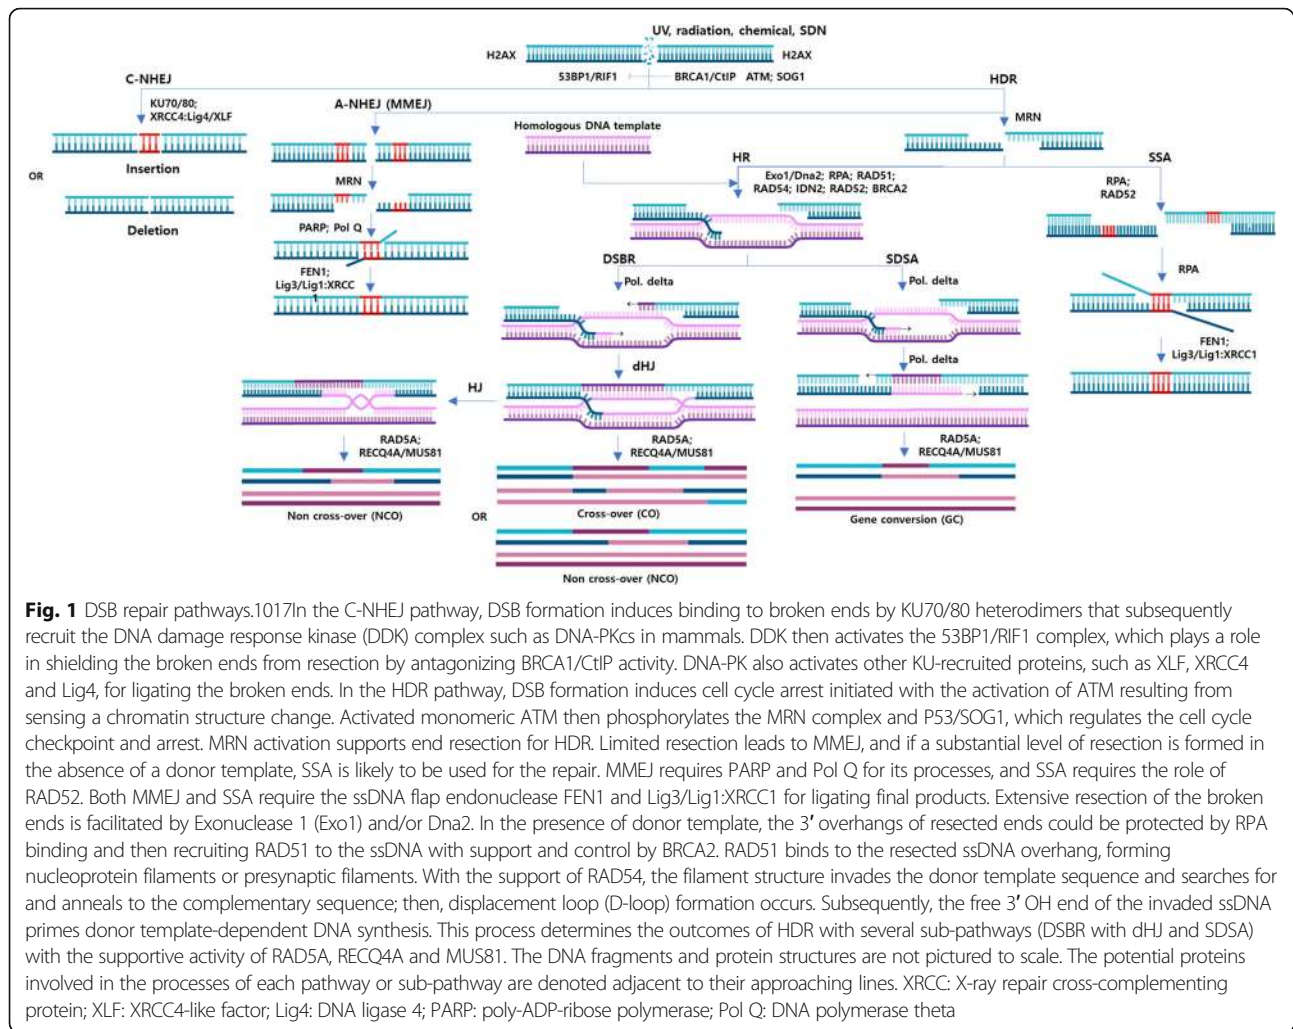 UV, radiation, chemical, SDN
H2AX
H2AX
C-NHEJ
53BP1/RIF1
BRCA1/CtIP ATM; SOG1
HDR
KU70/80;
XRCC4:Lig4/XLF
A-NHEJ (MMEJ)
MRN
Homologous DNA template
Insertion
OR
Deletion
MRN
HR
SSA
Exo1/Dna2; RPA; RAD51;
RAD54; IDN2; RAD52; BRCA2
RPA;
RAD52
PARP; Pol Q
FEN1;
Lig3/Lig1:XRCC
1
DSBR
SDSA
Pol. delta
Pol. delta
RPA
dHJ
Pol. delta
FEN1;
Lig3/Lig1:XRCC1
HJ
RAD5A;
RECQ4A/MUS81
RAD5A;
RECQ4A/MUS81
RAD5A;
RECQ4A/MUS81
Non cross-over (NCO)
OR
Cross-over (CO)
Gene conversion (GC)
Non cross-over (NCO)
Fig. 1 DSB repair pathways.1017In the C-NHEJ pathway, DSB formation induces binding to broken ends by KU70/80 heterodimers that subsequently
recruit the DNA damage response kinase (DDK) complex such as DNA-PKcs in mammals. DDK then activates the 53BP1/RIF1 complex, which plays a role
in shielding the broken ends from resection by antagonizing BRCA1/CtIP activity. DNA-PK also activates other KU-recruited proteins, such as XLF, XRCC4
and Lig4, for ligating the broken ends. In the HDR pathway, DSB formation induces cell cycle arrest initiated with the activation of ATM resulting from
sensing a chromatin structure change. Activated monomeric ATM then phosphorylates the MRN complex and P53/SOG1, which regulates the cell cycle
checkpoint and arrest. MRN activation supports end resection for HDR. Limited resection leads to MMEJ, and if a substantial level of resection is formed in
the absence of a donor template, SSA is likely to be used for the repair. MMEJ requires PARP and Pol Q for its processes, and SSA requires the role of
RAD52. Both MMEJ and SSA require the ssDNA flap endonuclease FEN1 and Lig3/Lig1:XRCC1 for ligating final products. Extensive resection of the broken
ends is facilitated by Exonuclease 1 (Exo1) and/or Dna2. In the presence of donor template, the 3′ overhangs of resected ends could be protected by RPA
binding and then recruiting RAD51 to the ssDNA with support and control by BRCA2. RAD51 binds to the resected ssDNA overhang, forming
nucleoprotein filaments or presynaptic filaments. With the support of RAD54, the filament structure invades the donor template sequence and searches for
and anneals to the complementary sequence; then, displacement loop (D-loop) formation occurs. Subsequently, the free 3′ OH end of the invaded ssDNA
primes donor template-dependent DNA synthesis. This process determines the outcomes of HDR with several sub-pathways (DSBR with dHJ and SDSA)
with the supportive activity of RAD5A, RECQ4A and MUS81. The DNA fragments and protein structures are not pictured to scale. The potential proteins
involved in the processes of each pathway or sub-pathway are denoted adjacent to their approaching lines. XRCC: X-ray repair cross-complementing
protein; XLF: XRCC4-like factor; Lig4: DNA ligase 4; PARP: poly-ADP-ribose polymerase; Pol Q: DNA polymerase theta